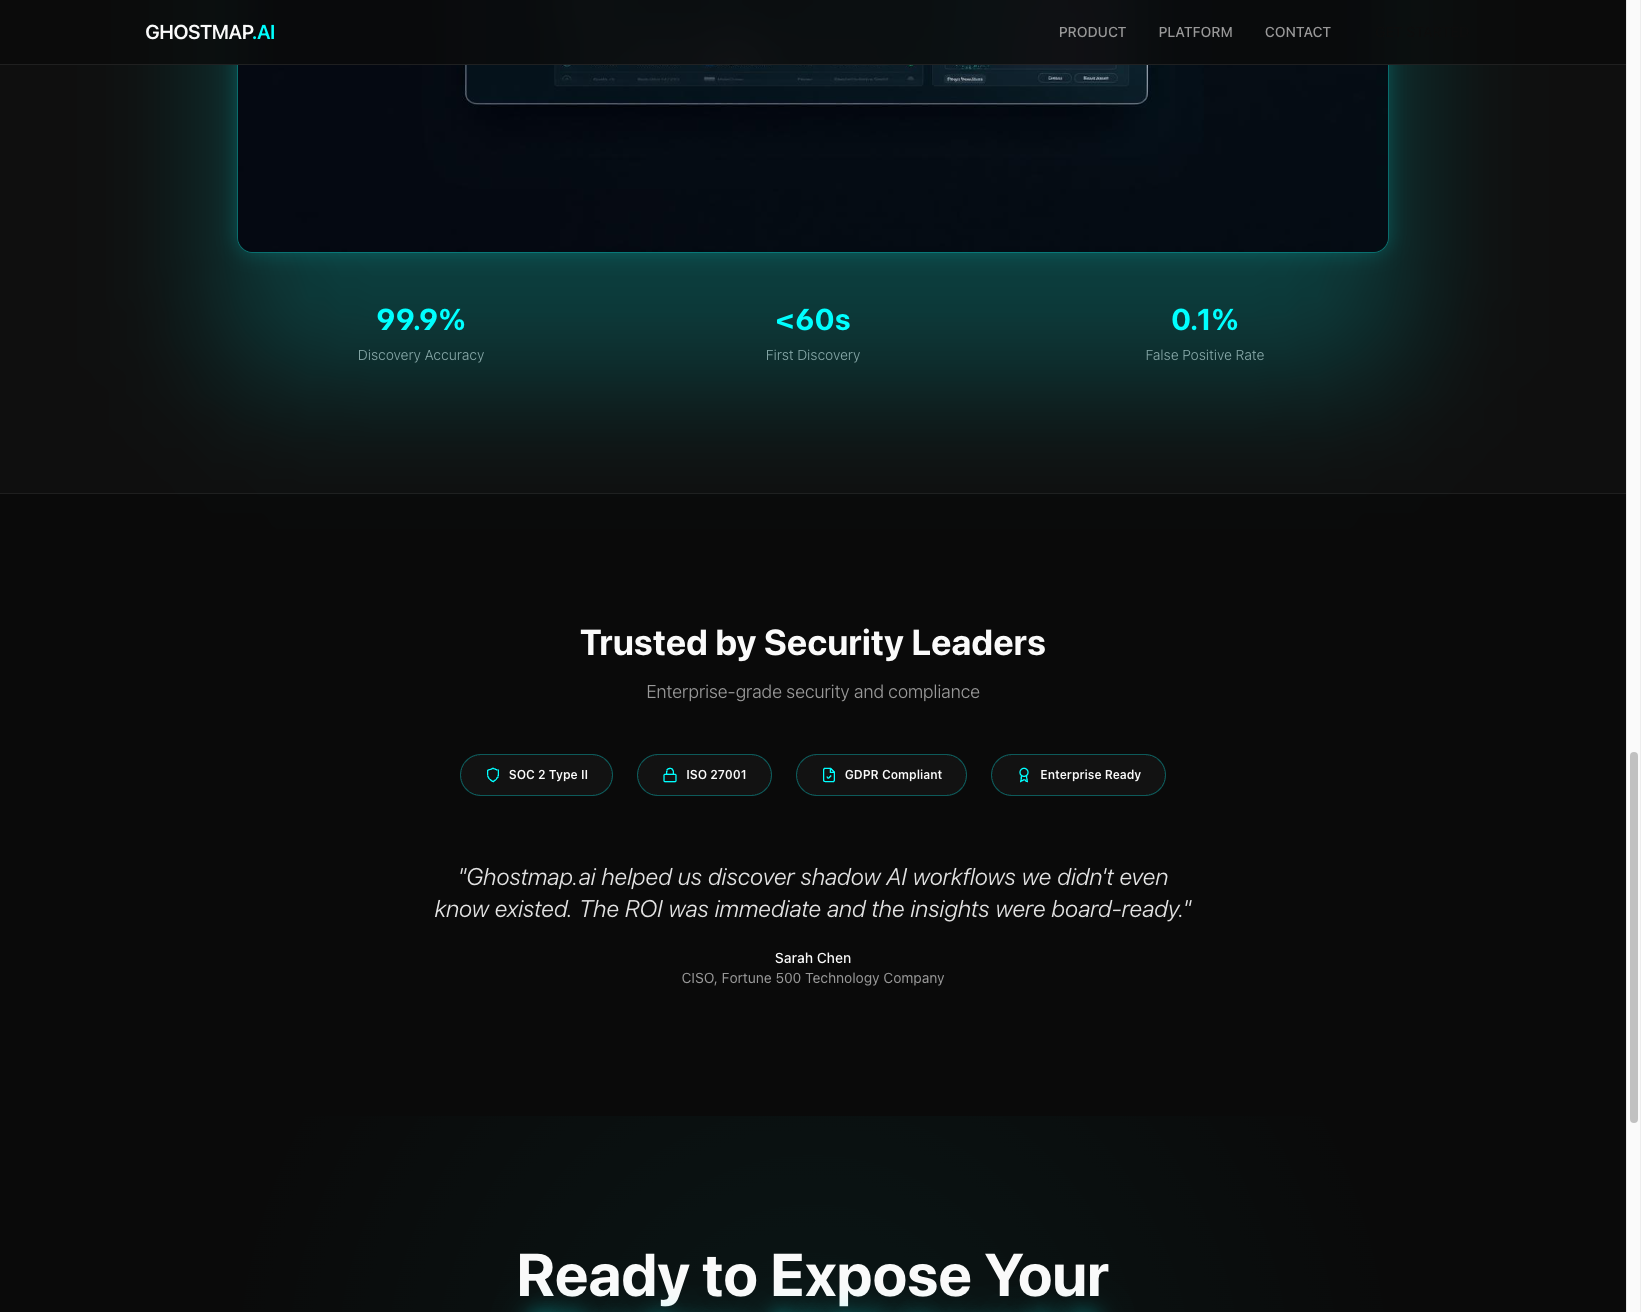 GHOSTMAP.AI
PRODUCT PLATFORM CONTACT
99.9% <60s 0.1%
Discovery Accuracy First Discovery False Positive Rate
Trusted by Security Leaders
Enterprise-grade security and compliance
SOC 2 Type II ISO 27001 GDPR Compliant Enterprise Ready
"Ghostmap.ai helped us discover shadow AI workflows we didn't even
know existed. The ROI was immediate and the insights were board-ready."
Sarah Chen
CISO, Fortune 500 Technology Company
Ready to Expose Your